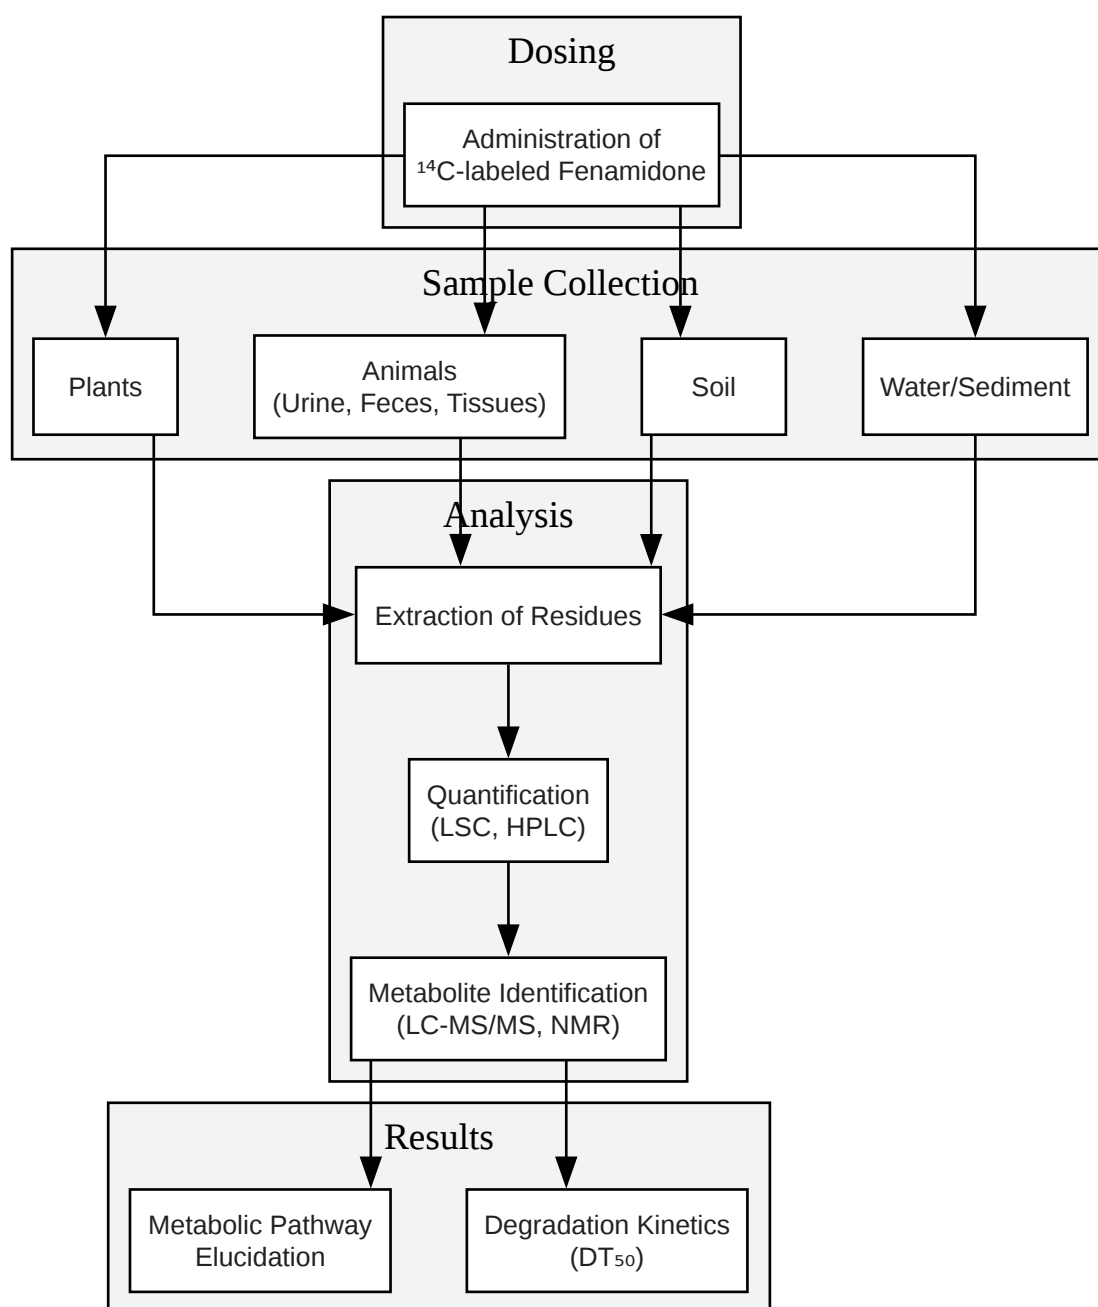 Dosing
Administration of
¹⁴C-labeled Fenamidone
Sample Collection
Plants
Animals
(Urine, Feces, Tissues)
Soil
Water/Sediment
Analysis
Extraction of Residues
Quantification
(LSC, HPLC)
Metabolite Identification
(LC-MS/MS, NMR)
Results
Metabolic Pathway
Elucidation
Degradation Kinetics
(DT₅₀)